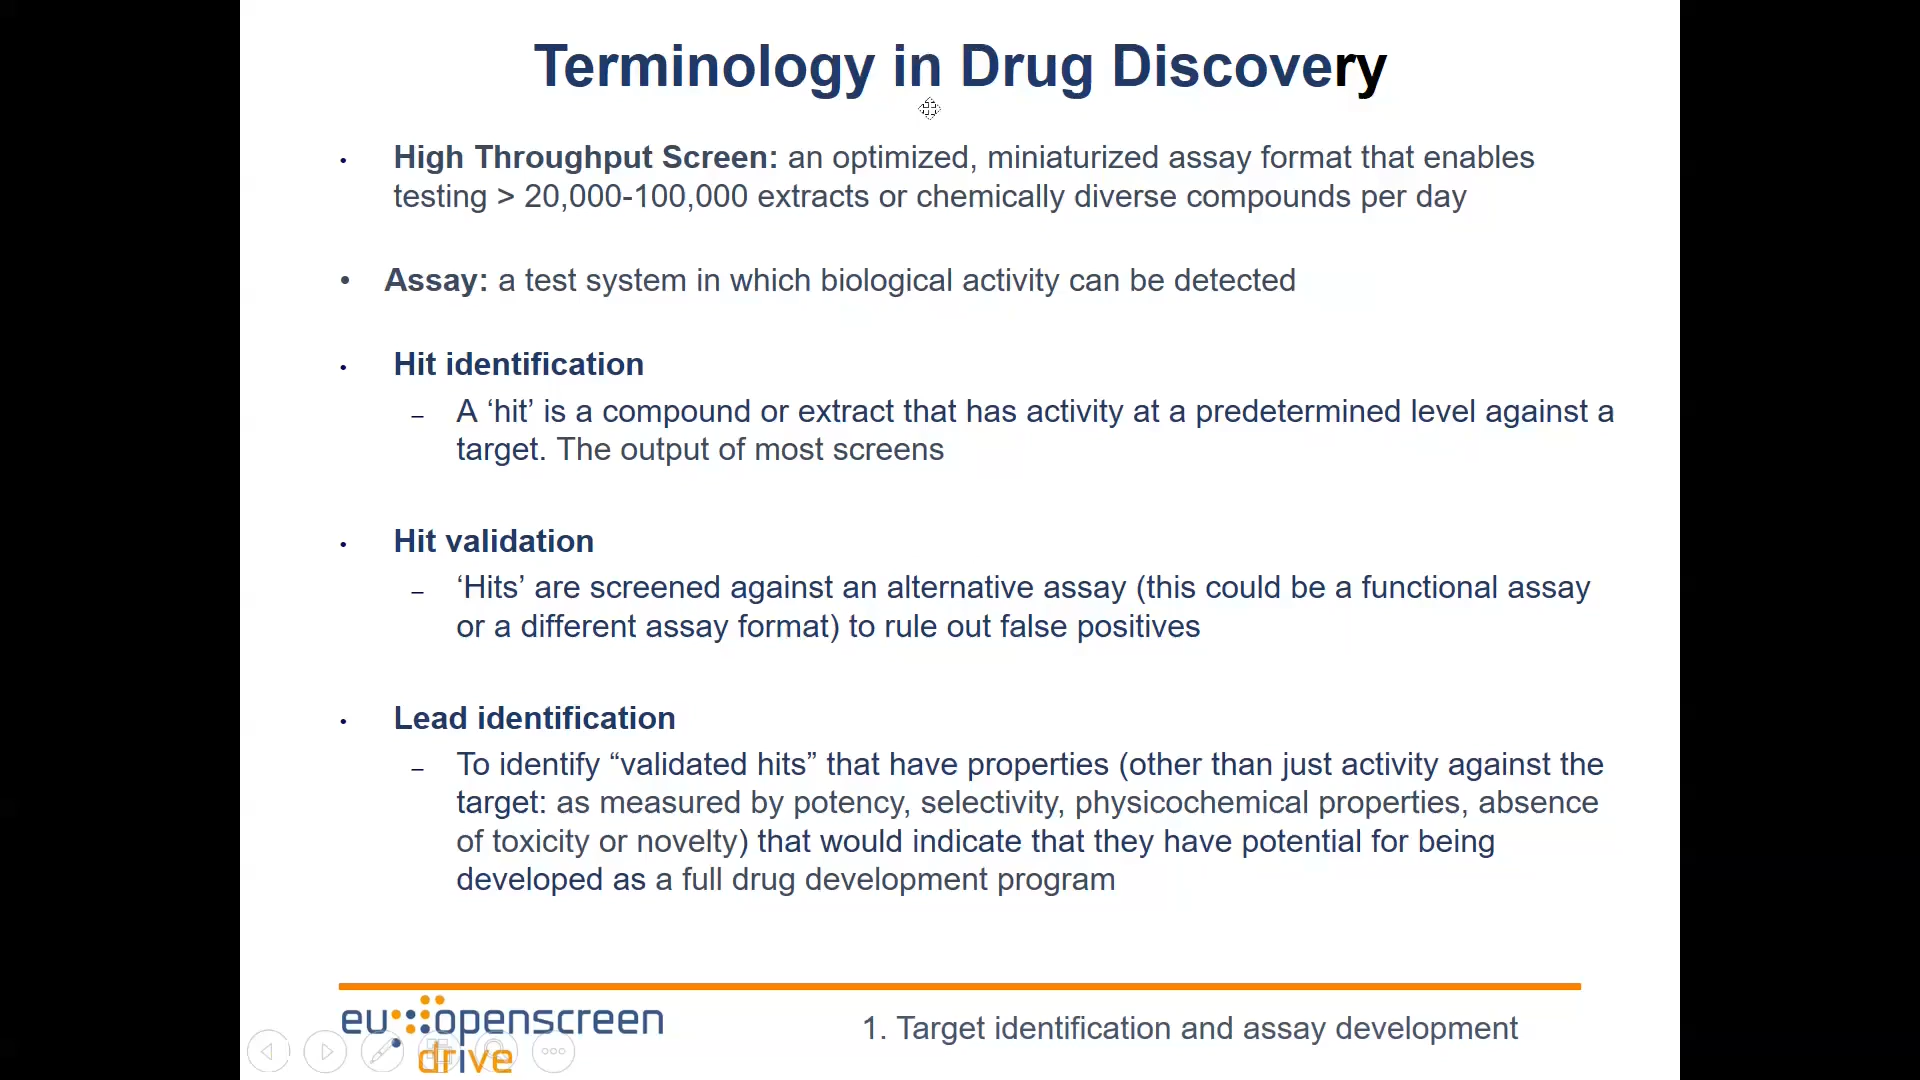 Terminology in Drug Discovery
• High Throughput Screen: an optimized, miniaturized assay format that enables
testing > 20,000-100,000 extracts or chemically diverse compounds per day
• Assay: a test system in which biological activity can be detected
• Hit identification
– A ‘hit’ is a compound or extract that has activity at a predetermined level against a
target. The output of most screens
• Hit validation
– ‘Hits’ are screened against an alternative assay (this could be a functional assay
or a different assay format) to rule out false positives
• Lead identification
– To identify “validated hits” that have properties (other than just activity against the
target: as measured by potency, selectivity, physicochemical properties, absence
of toxicity or novelty) that would indicate that they have potential for being
developed as a full drug development program
eu openscreen
drive
1. Target identification and assay development